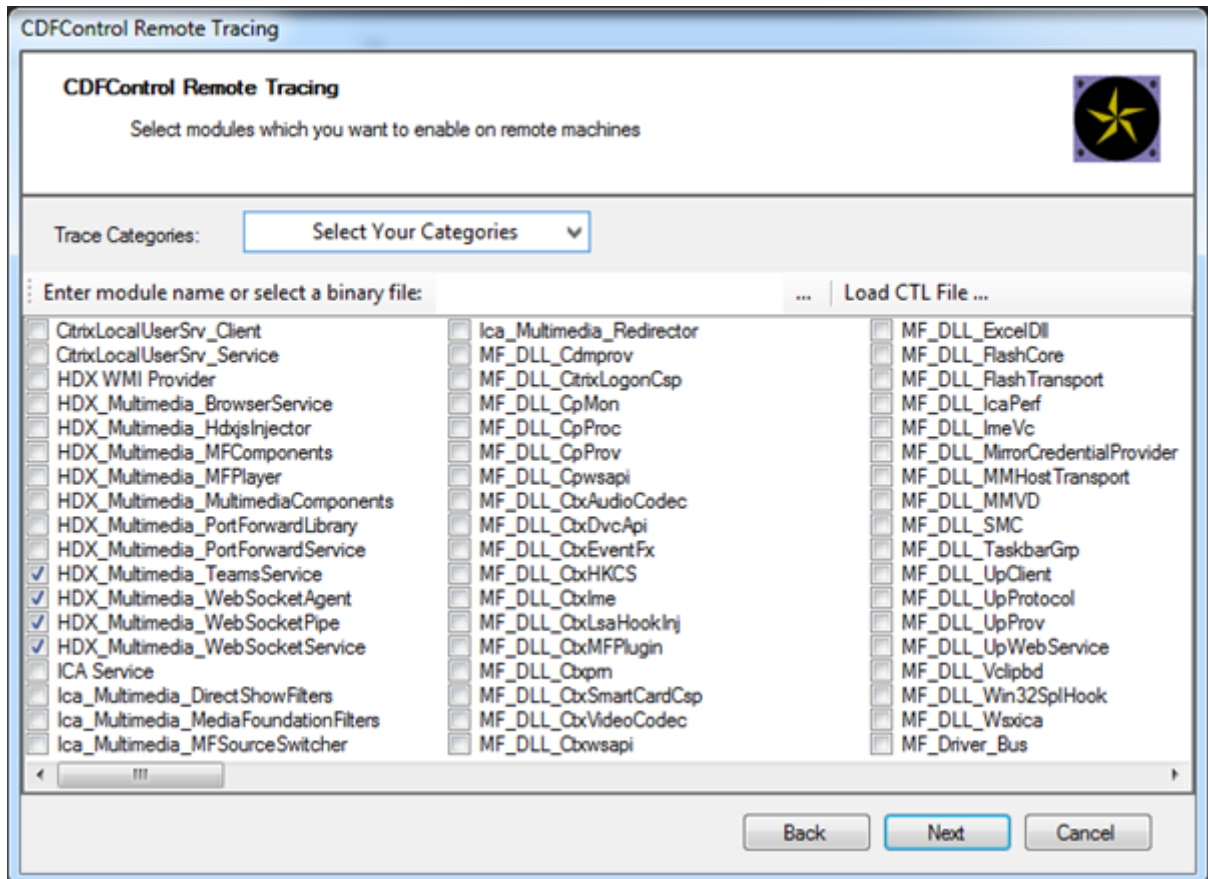 CDFControl Remote Tracing
CDFControl Remote Tracing
Select modules which you want to enable on remote machines
Trace Categories: Select Your Categories
Enter module name or select a binary file: ... Load CTL File ...
CitrixLocalUserSrv_Client
CitrixLocalUserSrv_Service
HDX WMI Provider
HDX_Multimedia_BrowserService
HDX_Multimedia_HdxjsInjector
HDX_Multimedia_MFComponents
HDX_Multimedia_MFPlayer
HDX_Multimedia_MultimediaComponents
HDX_Multimedia_PortForwardLibrary
HDX_Multimedia_PortForwardService
HDX_Multimedia_TeamsService
HDX_Multimedia_WebSocketAgent
HDX_Multimedia_WebSocketPipe
HDX_Multimedia_WebSocketService
ICA Service
Ica_Multimedia_DirectShowFilters
Ica_Multimedia_MediaFoundationFilters
Ica_Multimedia_MFSourceSwitcher
Ica_Multimedia_Redirector
MF_DLL_Cdmprov
MF_DLL_CitrixLogonCsp
MF_DLL_CpMon
MF_DLL_CpProc
MF_DLL_CpProv
MF_DLL_Cpwsapi
MF_DLL_CtxAudioCodec
MF_DLL_CtxDvcApi
MF_DLL_CtxEventFx
MF_DLL_CtxHKCS
MF_DLL_CtxIme
MF_DLL_CtxLsaHookInj
MF_DLL_CtxMFPlugin
MF_DLL_Ctxprn
MF_DLL_CtxSmartCardCsp
MF_DLL_CtxVideoCodec
MF_DLL_Ctxwsapi
MF_DLL_ExcelDll
MF_DLL_FlashCore
MF_DLL_FlashTransport
MF_DLL_IcaPerf
MF_DLL_ImeVc
MF_DLL_MirrorCredentialProvider
MF_DLL_MMHostTransport
MF_DLL_MMVD
MF_DLL_SMC
MF_DLL_TaskbarGrp
MF_DLL_UpClient
MF_DLL_UpProtocol
MF_DLL_UpProv
MF_DLL_UpWebService
MF_DLL_Vclipbd
MF_DLL_Win32SplHook
MF_DLL_Wsxica
MF_Driver_Bus
Back Next Cancel